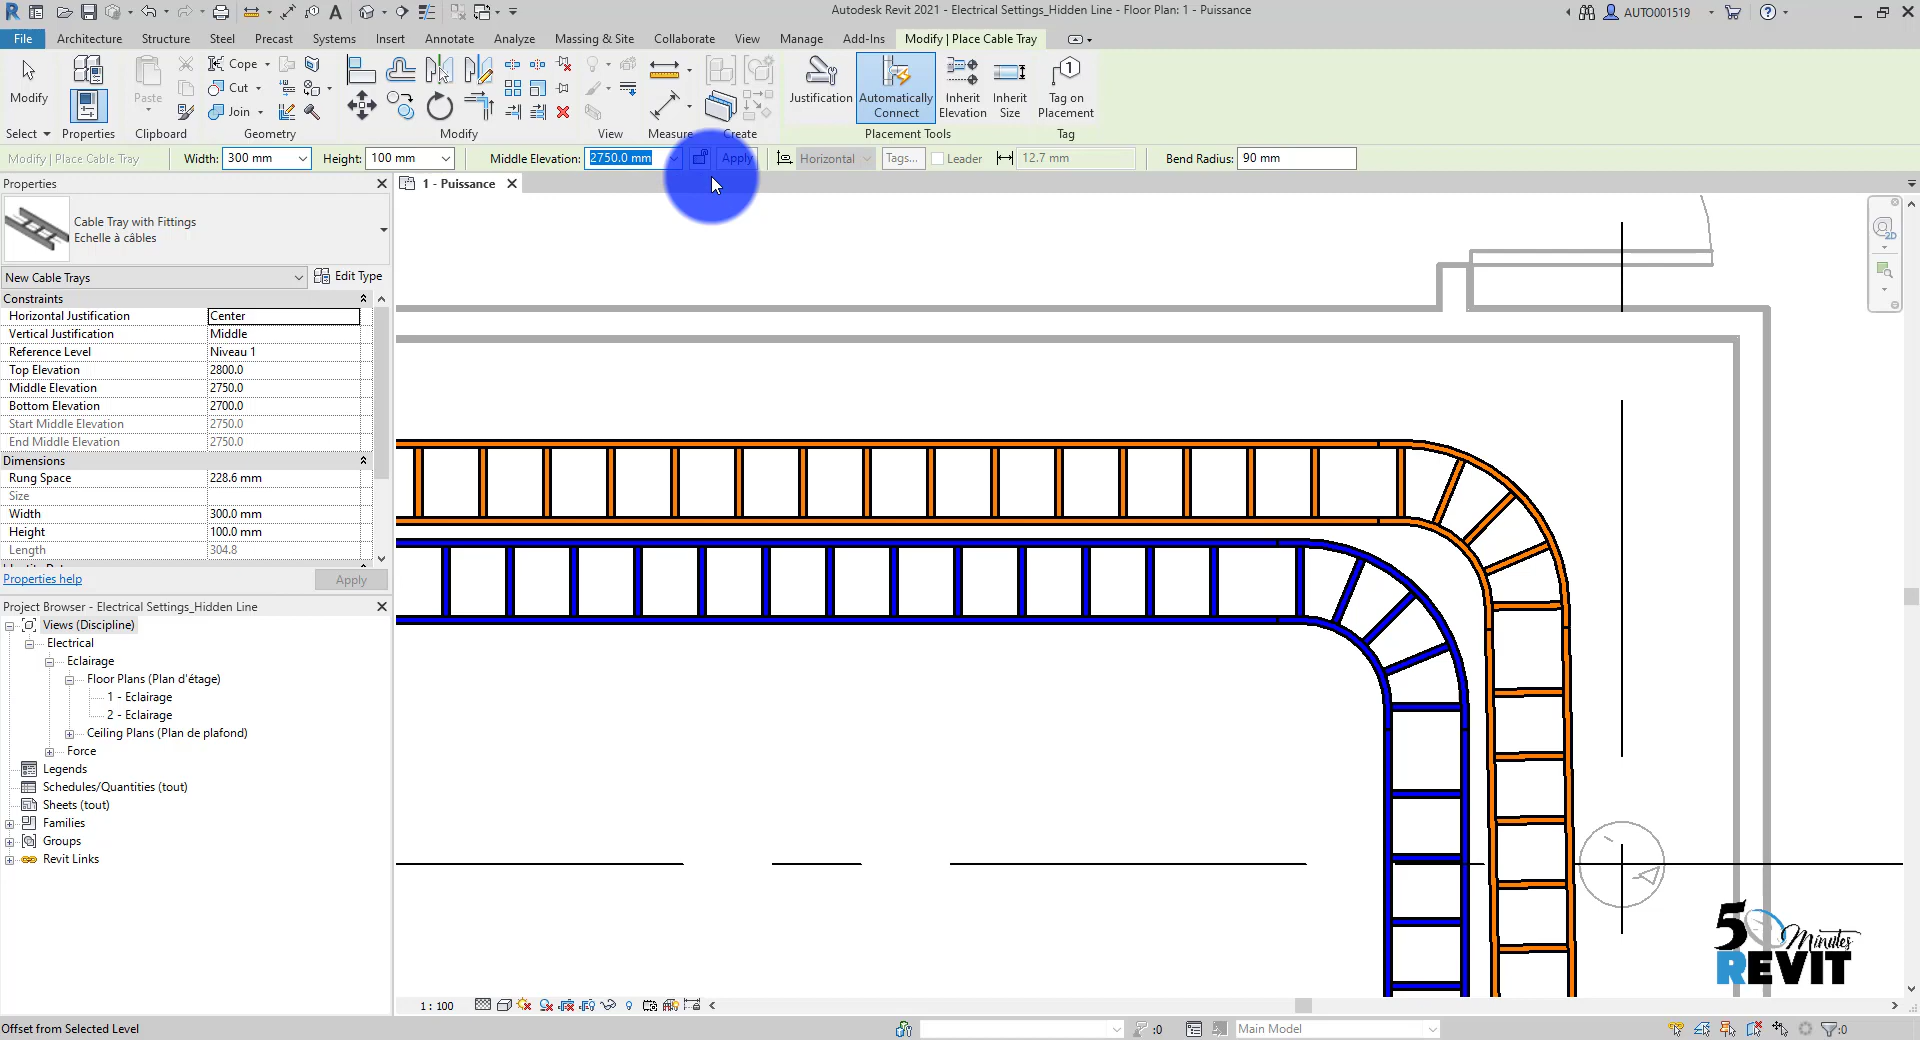 Autodesk Revit 2021 - Electrical Settings_Hidden Line - Floor Plan: 1 - Puissance
AUTO001519
File Architecture Structure Steel Precast Systems Insert Annotate Analyze Massing & Site Collaborate View Manage Add-Ins Modify | Place Cable Tray
Modify
Paste
Cope
Cut
Join
Justification
Automatically
Connect
Inherit
Elevation
Inherit
Size
1
Tag on
Placement
Select Properties Clipboard Geometry Modify View Measure Create Placement Tools Tag
Modify | Place Cable Tray Width: 300 mm Height: 100 mm Middle Elevation: 2750.0 mm Apply Horizontal Tags... Leader 12.7 mm Bend Radius: 90 mm
Properties
1 - Puissance
Cable Tray with Fittings
Echelle à câbles
New Cable Trays Edit Type
Constraints
Horizontal Justification Center
Vertical Justification Middle
Reference Level Niveau 1
Top Elevation 2800.0
Middle Elevation 2750.0
Bottom Elevation 2700.0
Start Middle Elevation 2750.0
End Middle Elevation 2750.0
Dimensions
Rung Space 228.6 mm
Size
Width 300.0 mm
Height 100.0 mm
Length 304.8
Properties help Apply
Project Browser - Electrical Settings_Hidden Line
Views (Discipline)
Electrical
Eclairage
Floor Plans (Plan d'étage)
1 - Eclairage
2 - Eclairage
Ceiling Plans (Plan de plafond)
Force
Legends
Schedules/Quantities (tout)
Sheets (tout)
Families
Groups
Revit Links
2D
5 Minutes
REVIT
1 : 100
Offset from Selected Level
:0
Main Model
:0